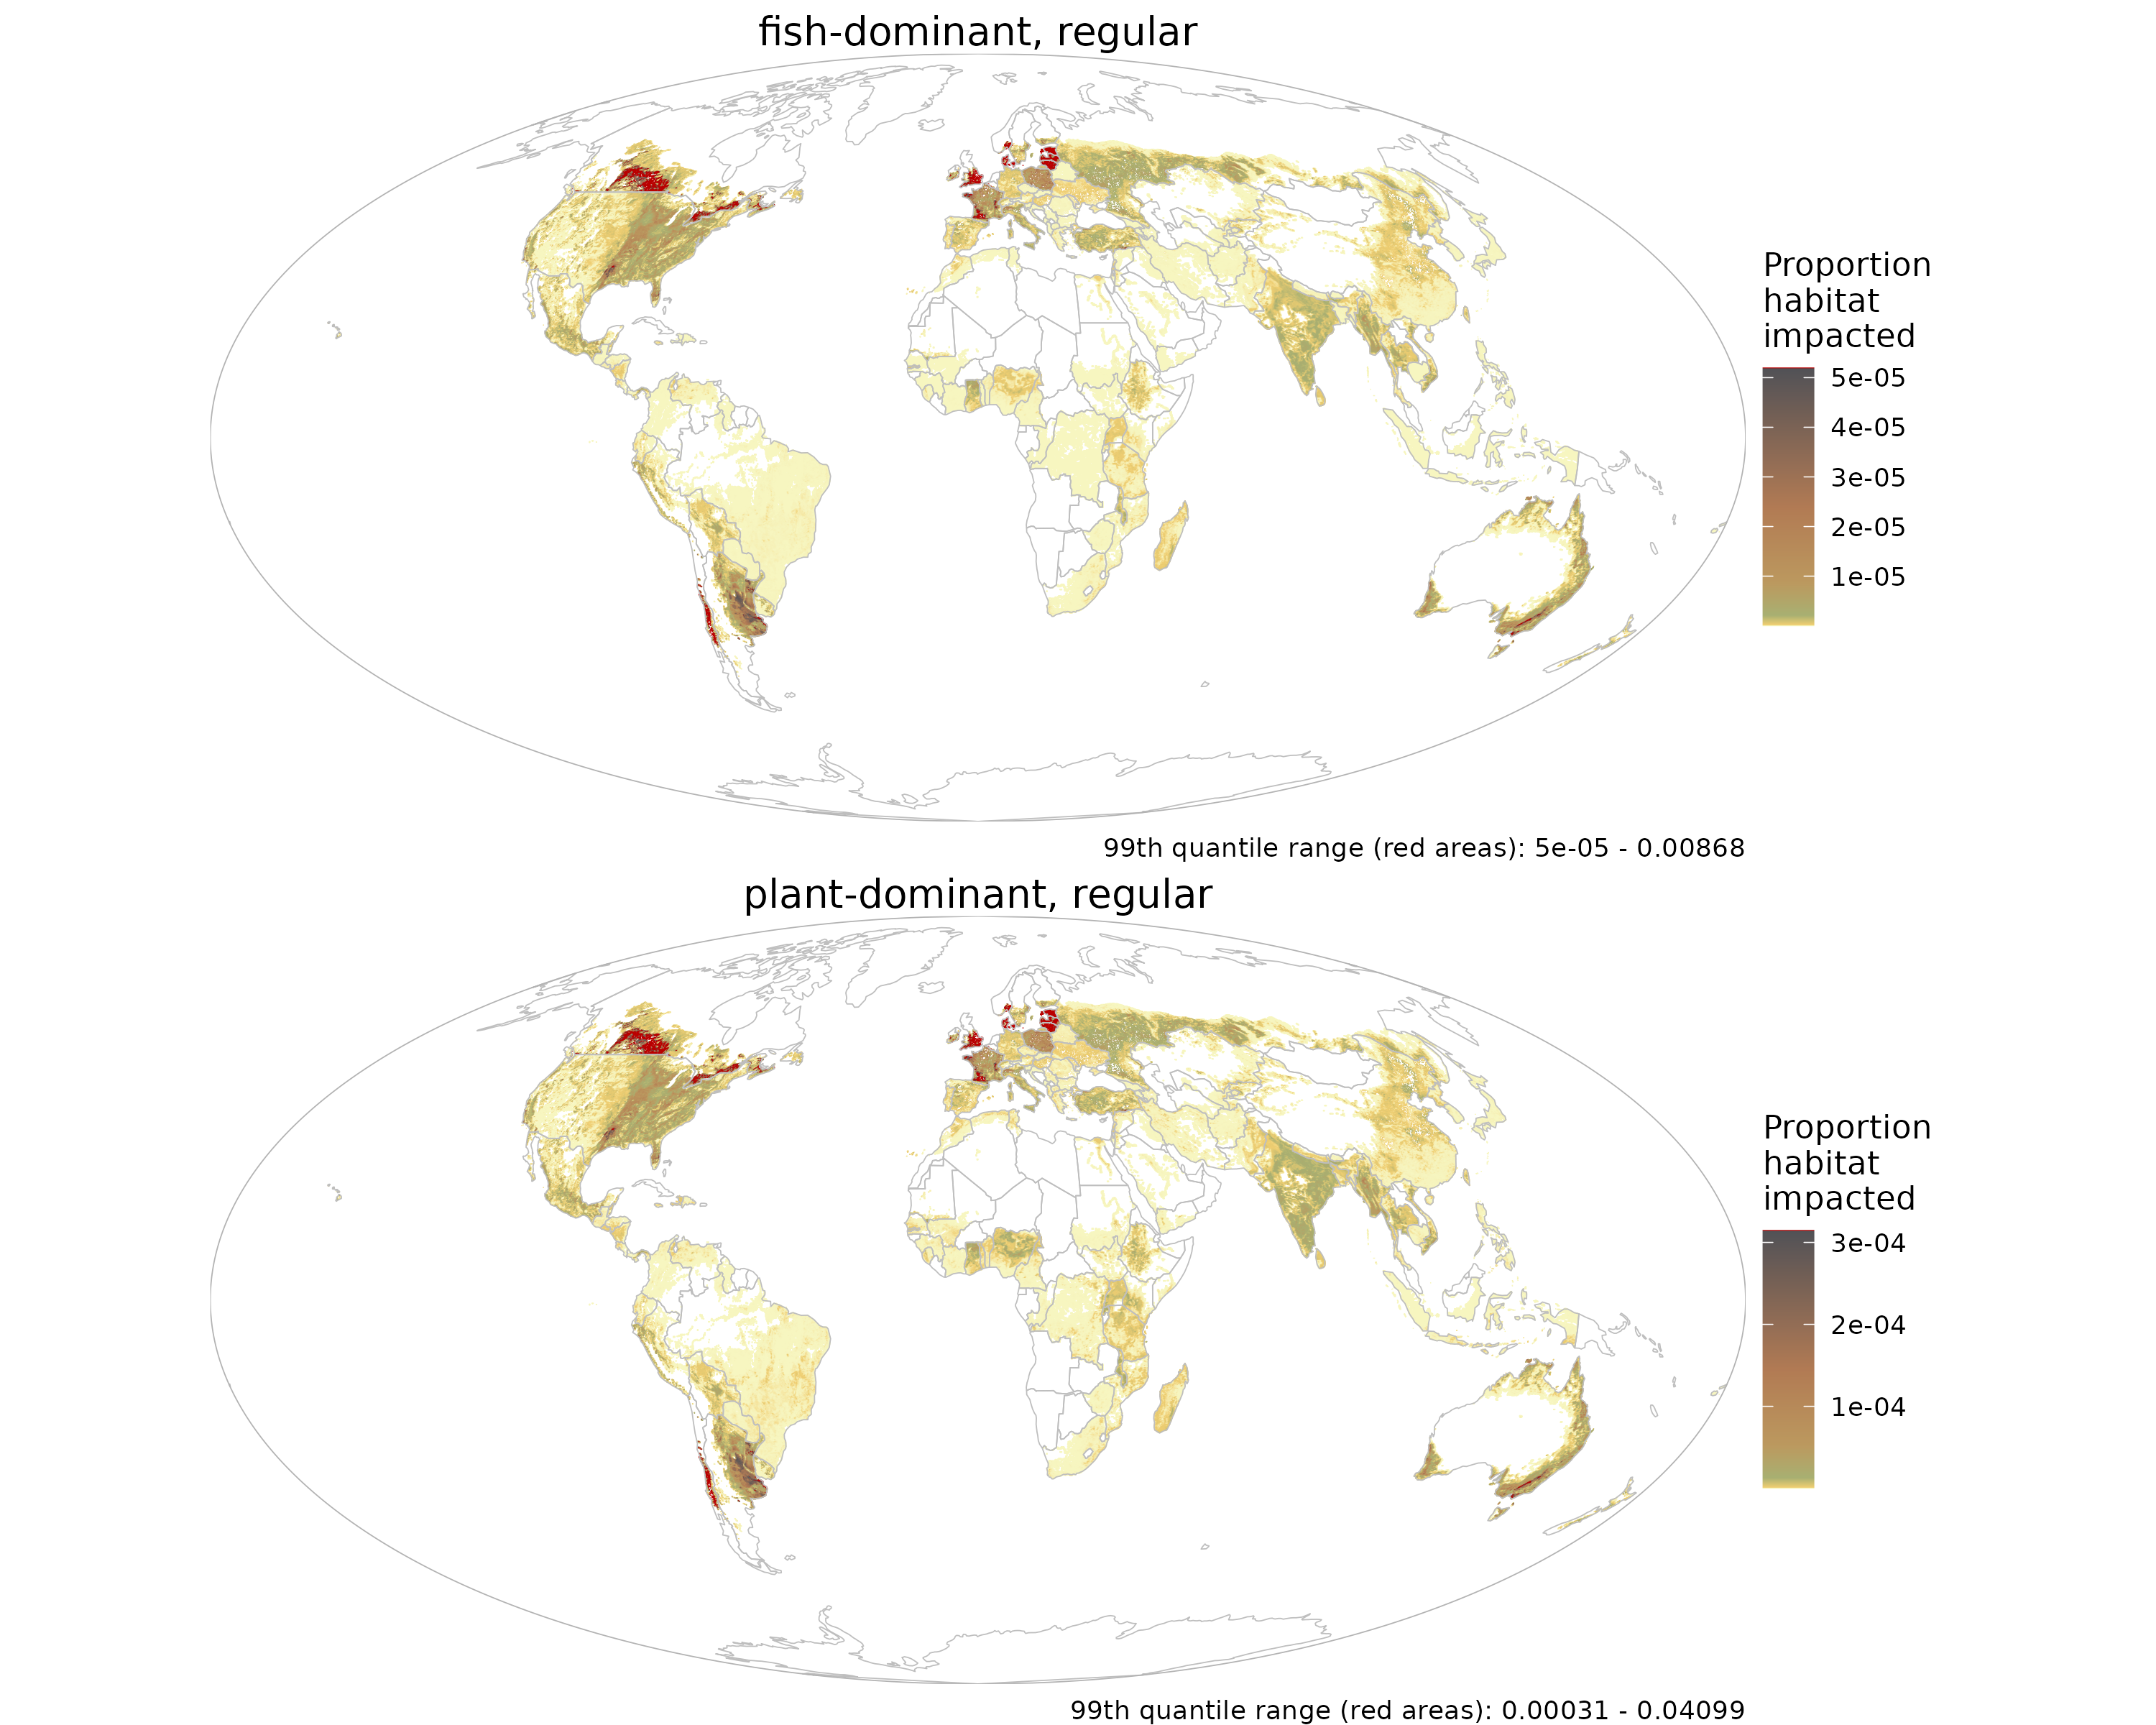 fish-dominant, regular
Proportion
habitat
impacted
5e-05
4e-05
3e-05
2e-05
1e-05
99th quantile range (red areas): 5e-05 - 0.00868
plant-dominant, regular
Proportion
habitat
impacted
3e-04
2e-04
1e-04
99th quantile range (red areas): 0.00031 - 0.04099